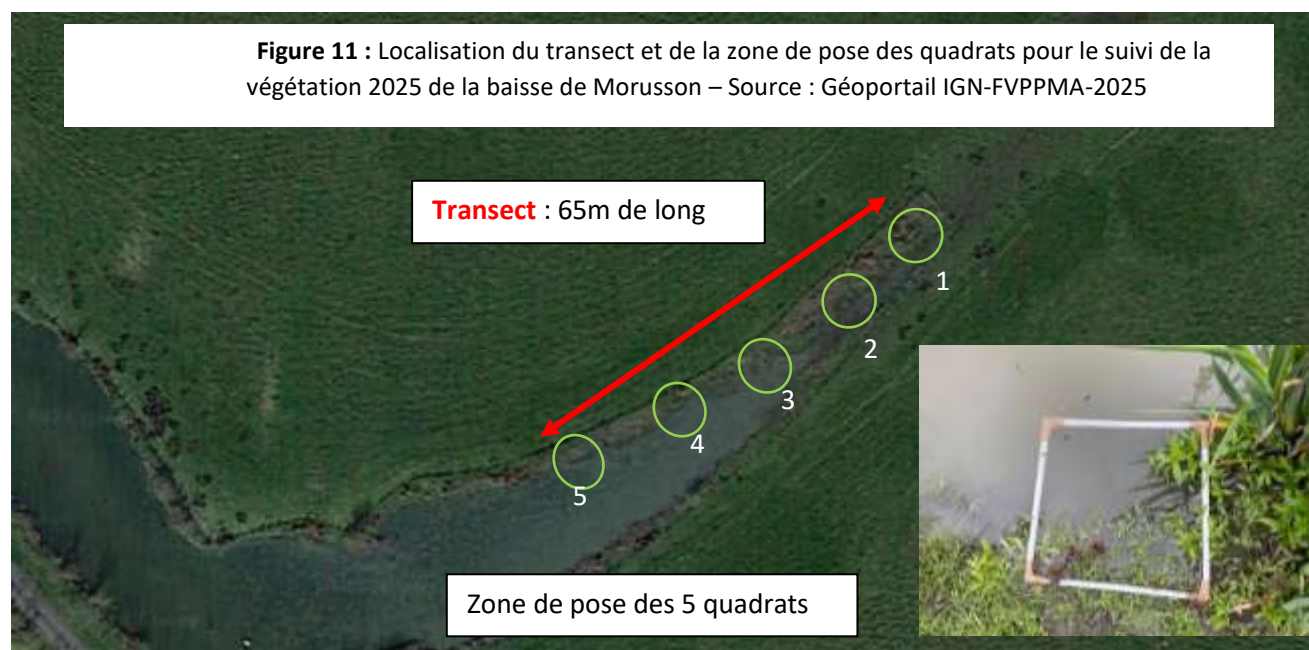 Figure 11 : Localisation du transect et de la zone de pose des quadrats pour le suivi de la
végétation 2025 de la baisse de Morusson – Source : Géoportail IGN-FVPPMA-2025
Transect : 65m de long
1
2
3
4
5
Zone de pose des 5 quadrats